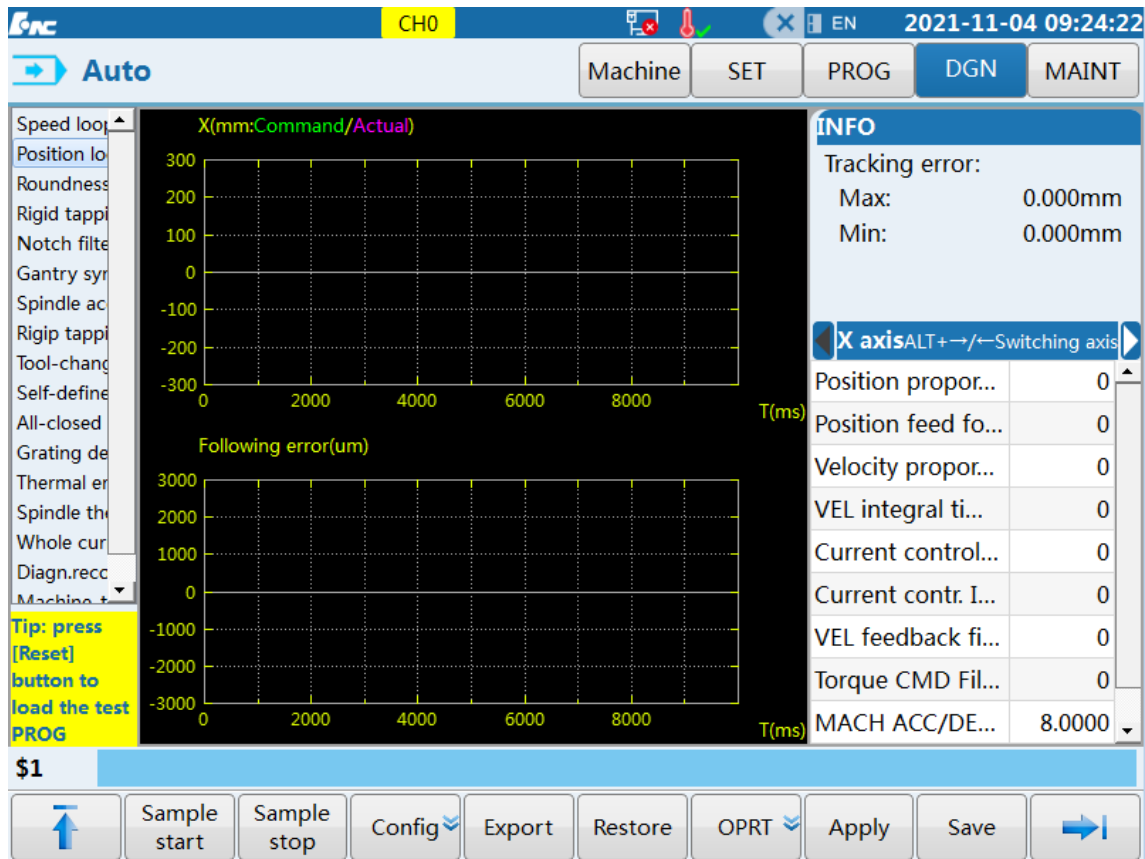 HNC CH0 EN 2021-11-04 09:24:22
Auto Machine SET PROG DGN MAINT
Speed loop
Position lo
Roundness
Rigid tappi
Notch filte
Gantry syn
Spindle ac
Rigip tappi
Tool-chang
Self-define
All-closed
Grating de
Thermal er
Spindle the
Whole cur
Diagn.reco
Machine t
Tip: press
[Reset]
button to
load the test
PROG
X(mm:Command/Actual)
300
200
100
0
-100
-200
-300
0 2000 4000 6000 8000 T(ms)
Following error(um)
3000
2000
1000
0
-1000
-2000
-3000
0 2000 4000 6000 8000 T(ms)
INFO
Tracking error:
Max: 0.000mm
Min: 0.000mm
X axisALT+→/←Switching axis
Position propor... 0
Position feed fo... 0
Velocity propor... 0
VEL integral ti... 0
Current control... 0
Current contr. I... 0
VEL feedback fi... 0
Torque CMD Fil... 0
MACH ACC/DE... 8.0000
$1
Sample
start
Sample
stop
Config
Export
Restore
OPRT
Apply
Save